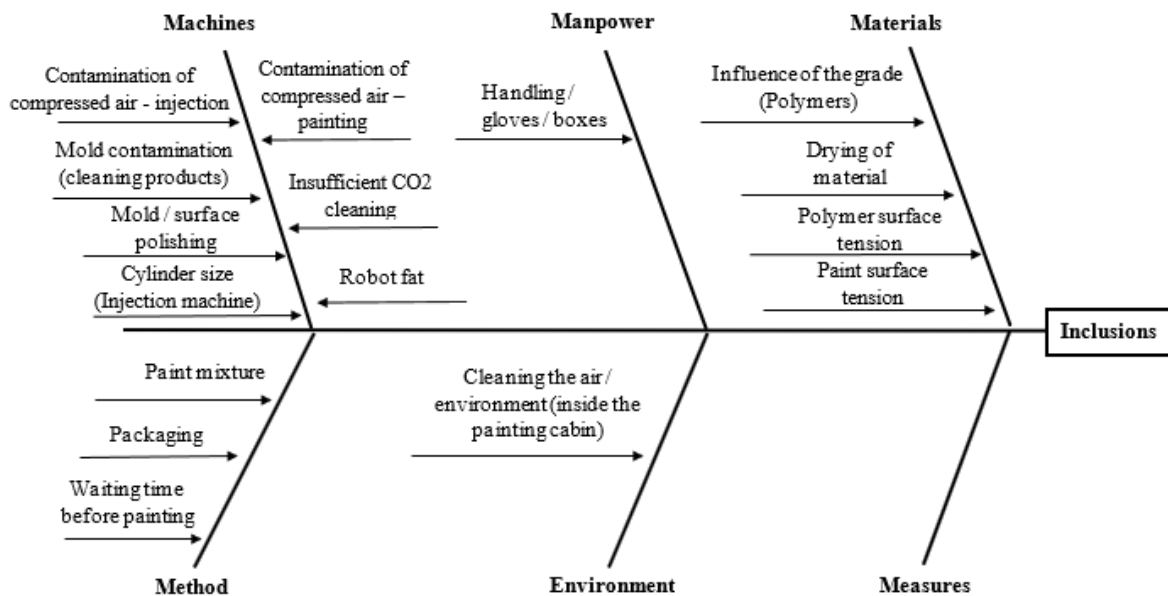 Machines
Manpower
Materials
Contamination of
compressed air - injection
Contamination of
compressed air –
painting
Mold contamination
(cleaning products)
Insufficient CO2
cleaning
Mold / surface
polishing
Cylinder size
(Injection machine)
Robot fat
Handling /
gloves / boxes
Influence of the grade
(Polymers)
Drying of
material
Polymer surface
tension
Paint surface
tension
Inclusions
Paint mixture
Packaging
Waiting time
before painting
Cleaning the air /
environment (inside the
painting cabin)
Method
Environment
Measures